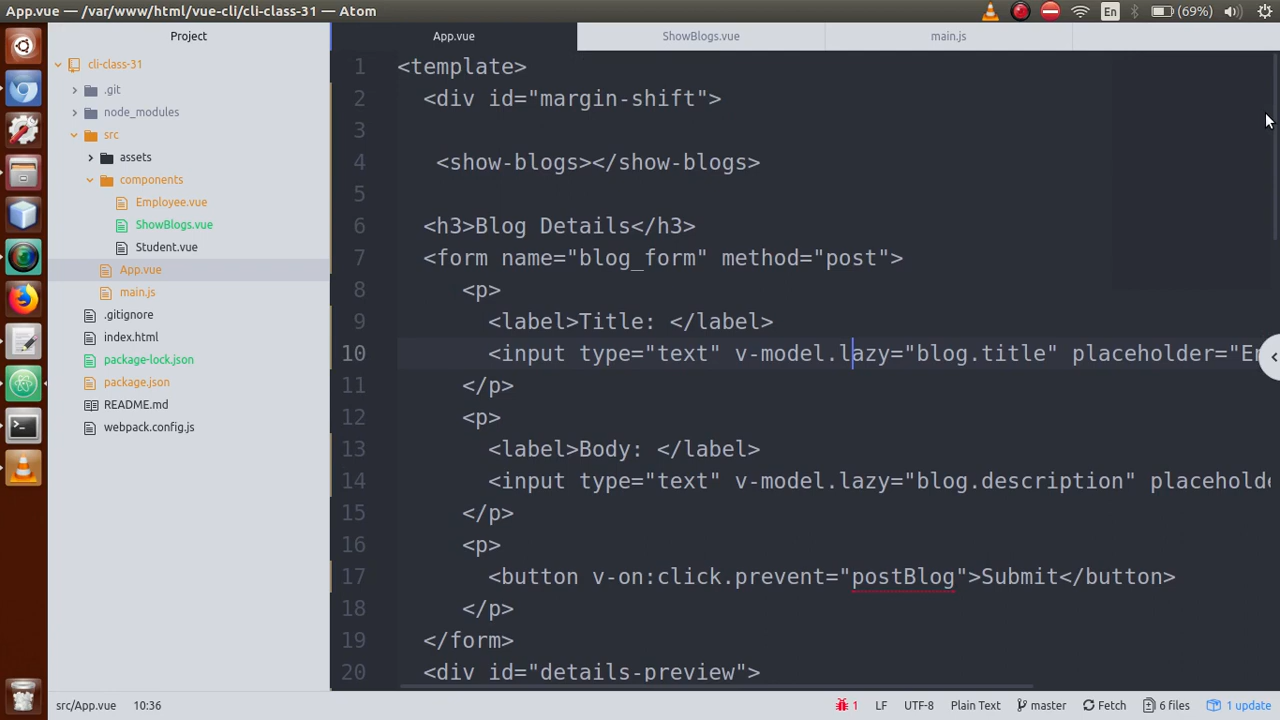 App.vue — /var/www/html/vue-cli/cli-class-31 — Atom
En
(69%)
Project
App.vue
ShowBlogs.vue
main.js
cli-class-31
.git
node_modules
src
assets
components
Employee.vue
ShowBlogs.vue
Student.vue
App.vue
main.js
.gitignore
index.html
package-lock.json
package.json
README.md
webpack.config.js
1 <template>
2 <div id="margin-shift">
3
4 <show-blogs></show-blogs>
5
6 <h3>Blog Details</h3>
7 <form name="blog_form" method="post">
8 <p>
9 <label>Title: </label>
10 <input type="text" v-model.lazy="blog.title" placeholder="En
11 </p>
12 <p>
13 <label>Body: </label>
14 <input type="text" v-model.lazy="blog.description" placeholde
15 </p>
16 <p>
17 <button v-on:click.prevent="postBlog">Submit</button>
18 </p>
19 </form>
20 <div id="details-preview">
src/App.vue 10:36
1 LF UTF-8 Plain Text master Fetch 6 files 1 update